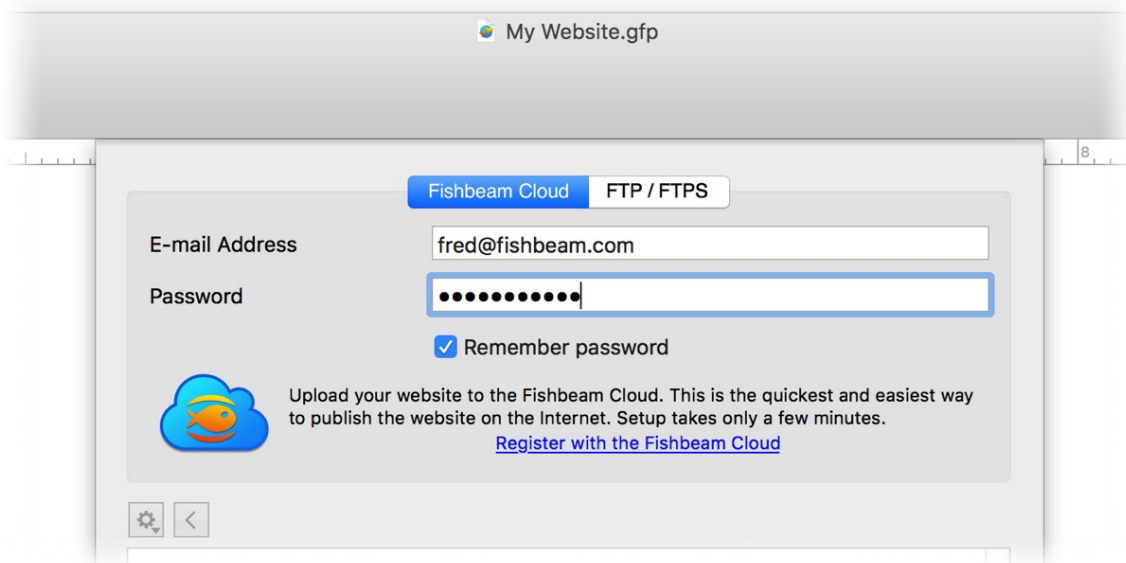 My Website.gfp
8
Fishbeam Cloud FTP / FTPS
E-mail Address fred@fishbeam.com
Password •••••••••••
Remember password
Upload your website to the Fishbeam Cloud. This is the quickest and easiest way
to publish the website on the Internet. Setup takes only a few minutes.
Register with the Fishbeam Cloud